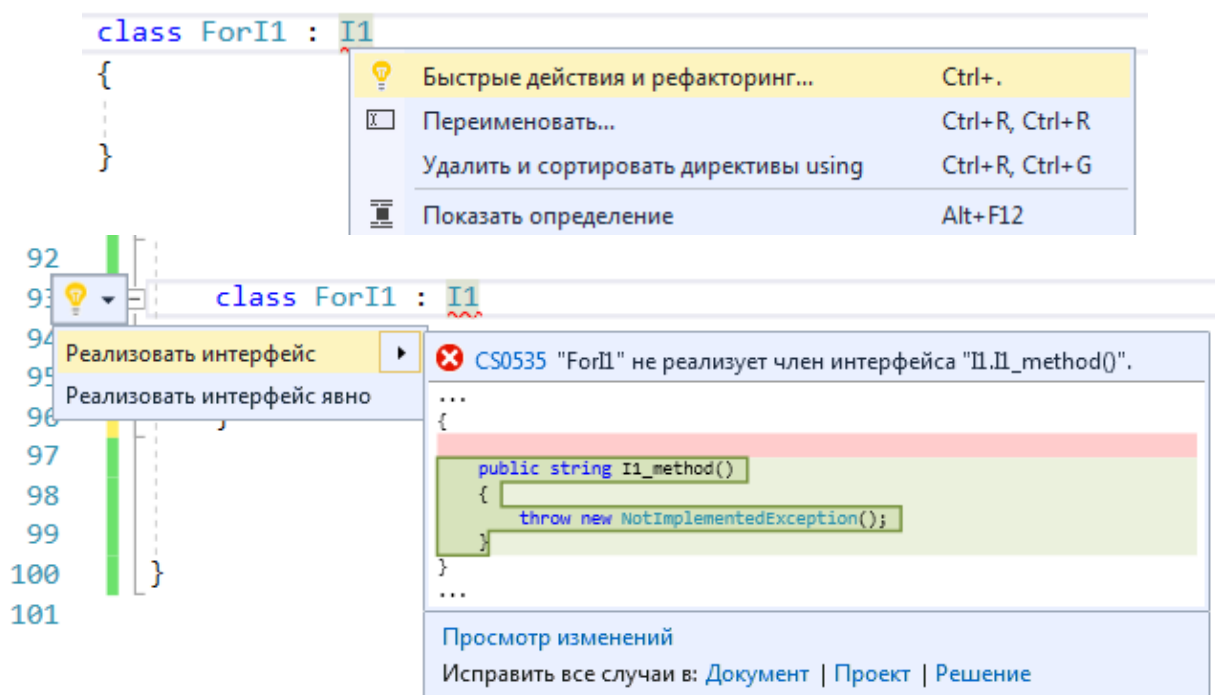 class ForI1 : I1
{
Быстрые действия и рефакторинг... Ctrl+.
Переименовать... Ctrl+R, Ctrl+R
}
Удалить и сортировать директивы using Ctrl+R, Ctrl+G
Показать определение Alt+F12
92
93 class ForI1 : I1
94
Реализовать интерфейс
CS0535 "ForI1" не реализует член интерфейса "I1.I1_method()".
95
Реализовать интерфейс явно
...
96
{
97
public string I1_method()
98
{
throw new NotImplementedException();
99
}
100 }
}
...
101
Просмотр изменений
Исправить все случаи в: Документ | Проект | Решение